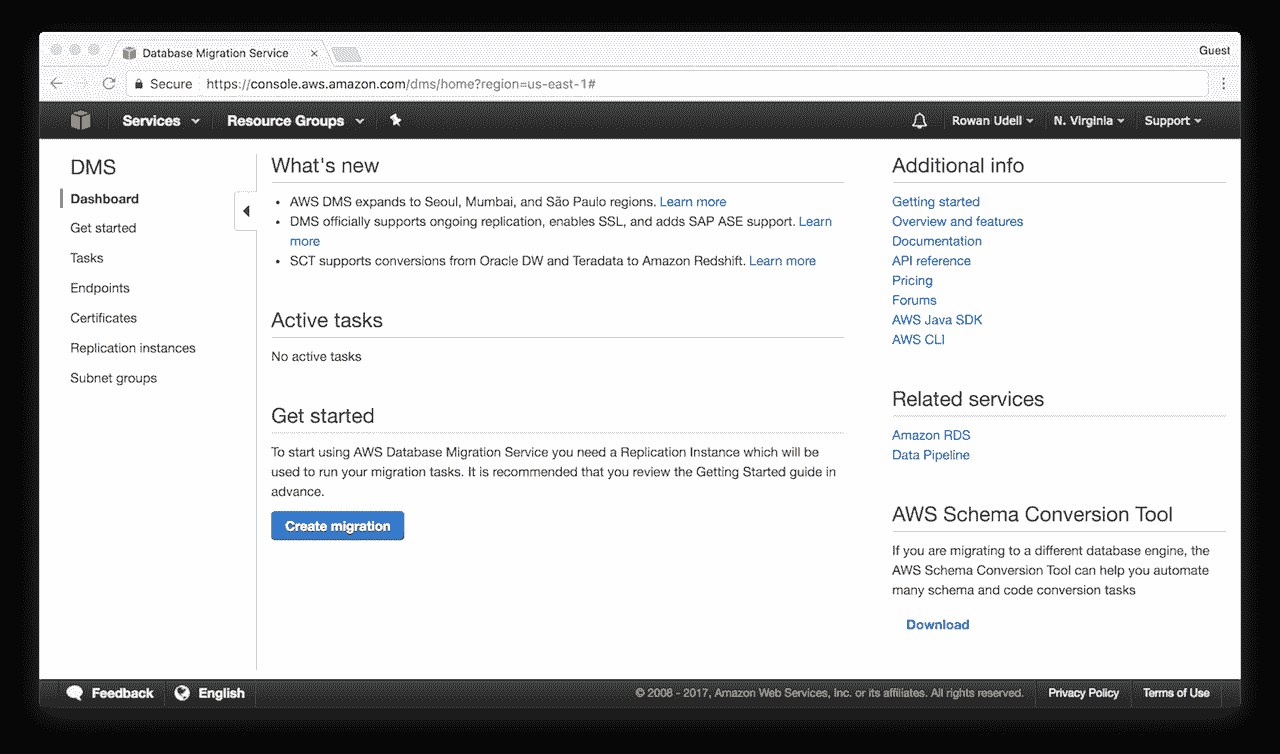 Database Migration Service
Guest
Secure https://console.aws.amazon.com/dms/home?region=us-east-1#
Services Resource Groups Rowan Udell N. Virginia Support
DMS
Dashboard
Get started
Tasks
Endpoints
Certificates
Replication instances
Subnet groups
What's new
AWS DMS expands to Seoul, Mumbai, and São Paulo regions. Learn more
DMS officially supports ongoing replication, enables SSL, and adds SAP ASE support. Learn
more
SCT supports conversions from Oracle DW and Teradata to Amazon Redshift. Learn more
Active tasks
No active tasks
Get started
To start using AWS Database Migration Service you need a Replication Instance which will be
used to run your migration tasks. It is recommended that you review the Getting Started guide in
advance.
Create migration
Additional info
Getting started
Overview and features
Documentation
API reference
Pricing
Forums
AWS Java SDK
AWS CLI
Related services
Amazon RDS
Data Pipeline
AWS Schema Conversion Tool
If you are migrating to a different database engine, the
AWS Schema Conversion Tool can help you automate
many schema and code conversion tasks
Download
Feedback English © 2008 - 2017, Amazon Web Services, Inc. or its affiliates. All rights reserved. Privacy Policy Terms of Use